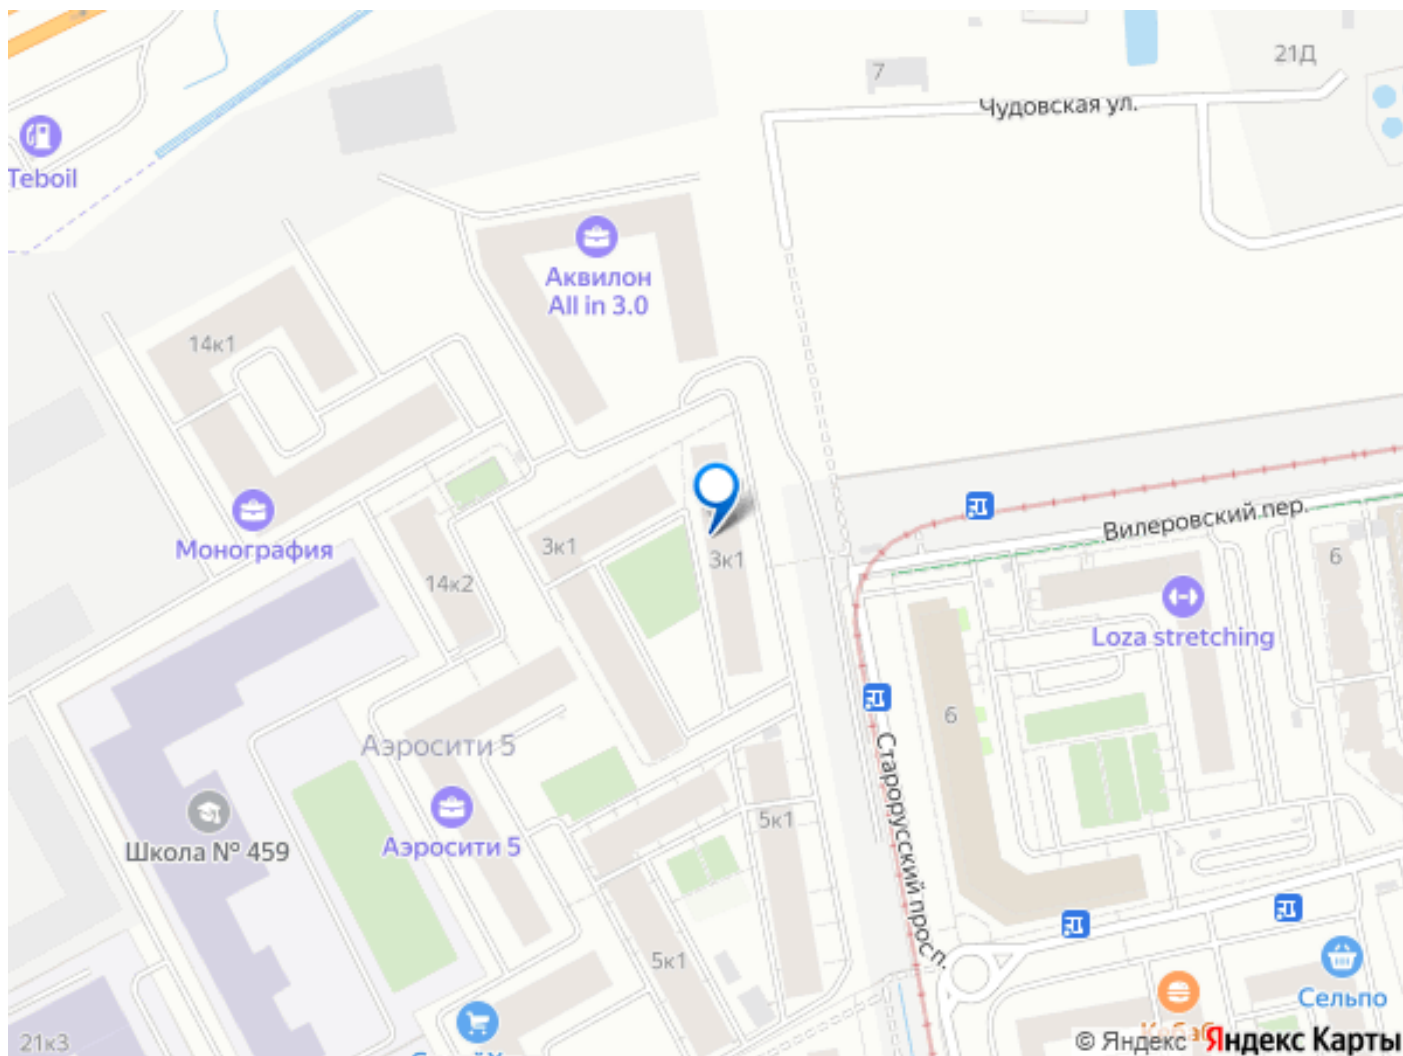 21Д
7
Чудовская ул.
Teboil
Аквилон
All in 3.0
14к1
Вилеровский пер.
Монография
3к1
3к1
6
14к2
Loza stretching
6
Аэросити 5
Старорусский просп.
5к1
Школа № 459
Аэросити 5
5к1
Сельпо
21к3
© Яндекс Яндекс Карты